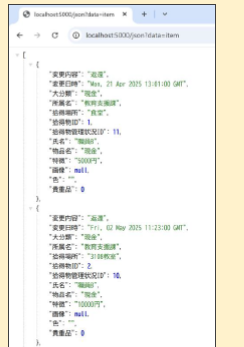 localhost:5000/json?data=item
localhost:5000/json?data=item
[
{
"変更内容": "返還",
"変更日時": "Mon, 21 Apr 2025 13:01:00 GMT",
"大分類": "現金",
"所属名": "教育支援課",
"拾得場所": "食堂",
"拾得物ID": 1,
"拾得物管理状況ID": 11,
"氏名": "職員B",
"物品名": "現金",
"特徴": "5000円",
"画像": null,
"色": "",
"貴重品": 0
},
{
"変更内容": "返還",
"変更日時": "Fri, 02 May 2025 11:23:00 GMT",
"大分類": "現金",
"所属名": "教育支援課",
"拾得場所": "3108教室",
"拾得物ID": 2,
"拾得物管理状況ID": 10,
"氏名": "職員B",
"物品名": "現金",
"特徴": "10000円",
"画像": null,
"色": "",
"貴重品": 0
},